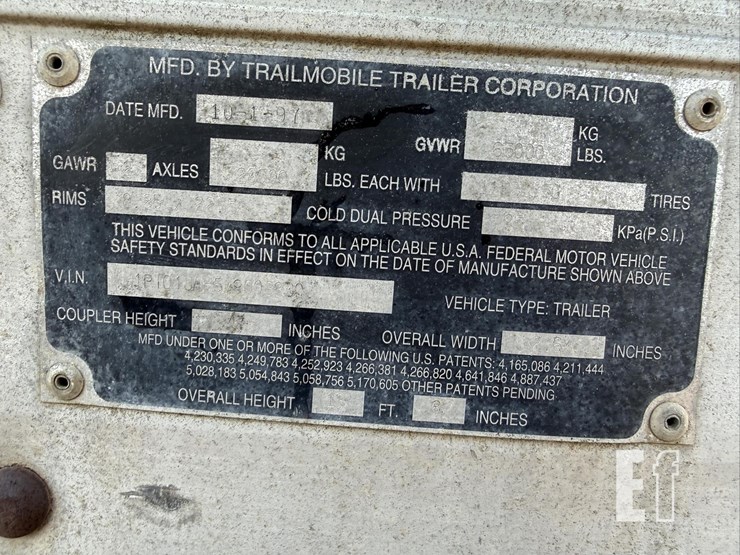 MFD. BY TRAILMOBILE TRAILER CORPORATION
DATE MFD. 10-1-97 GVWR KG LBS.
GAWR AXLES KG LBS. EACH WITH TIRES
RIMS COLD DUAL PRESSURE KPa(P.S.I.)
THIS VEHICLE CONFORMS TO ALL APPLICABLE U.S.A. FEDERAL MOTOR VEHICLE
SAFETY STANDARDS IN EFFECT ON THE DATE OF MANUFACTURE SHOWN ABOVE
V.I.N. VEHICLE TYPE: TRAILER
COUPLER HEIGHT INCHES OVERALL WIDTH INCHES
MFD UNDER ONE OR MORE OF THE FOLLOWING U.S. PATENTS: 4,165,086 4,211,444
4,230,335 4,249,783 4,252,923 4,266,381 4,266,820 4,641,846 4,887,437
5,028,183 5,054,843 5,058,756 5,170,605 OTHER PATENTS PENDING
OVERALL HEIGHT FT. INCHES
Ef